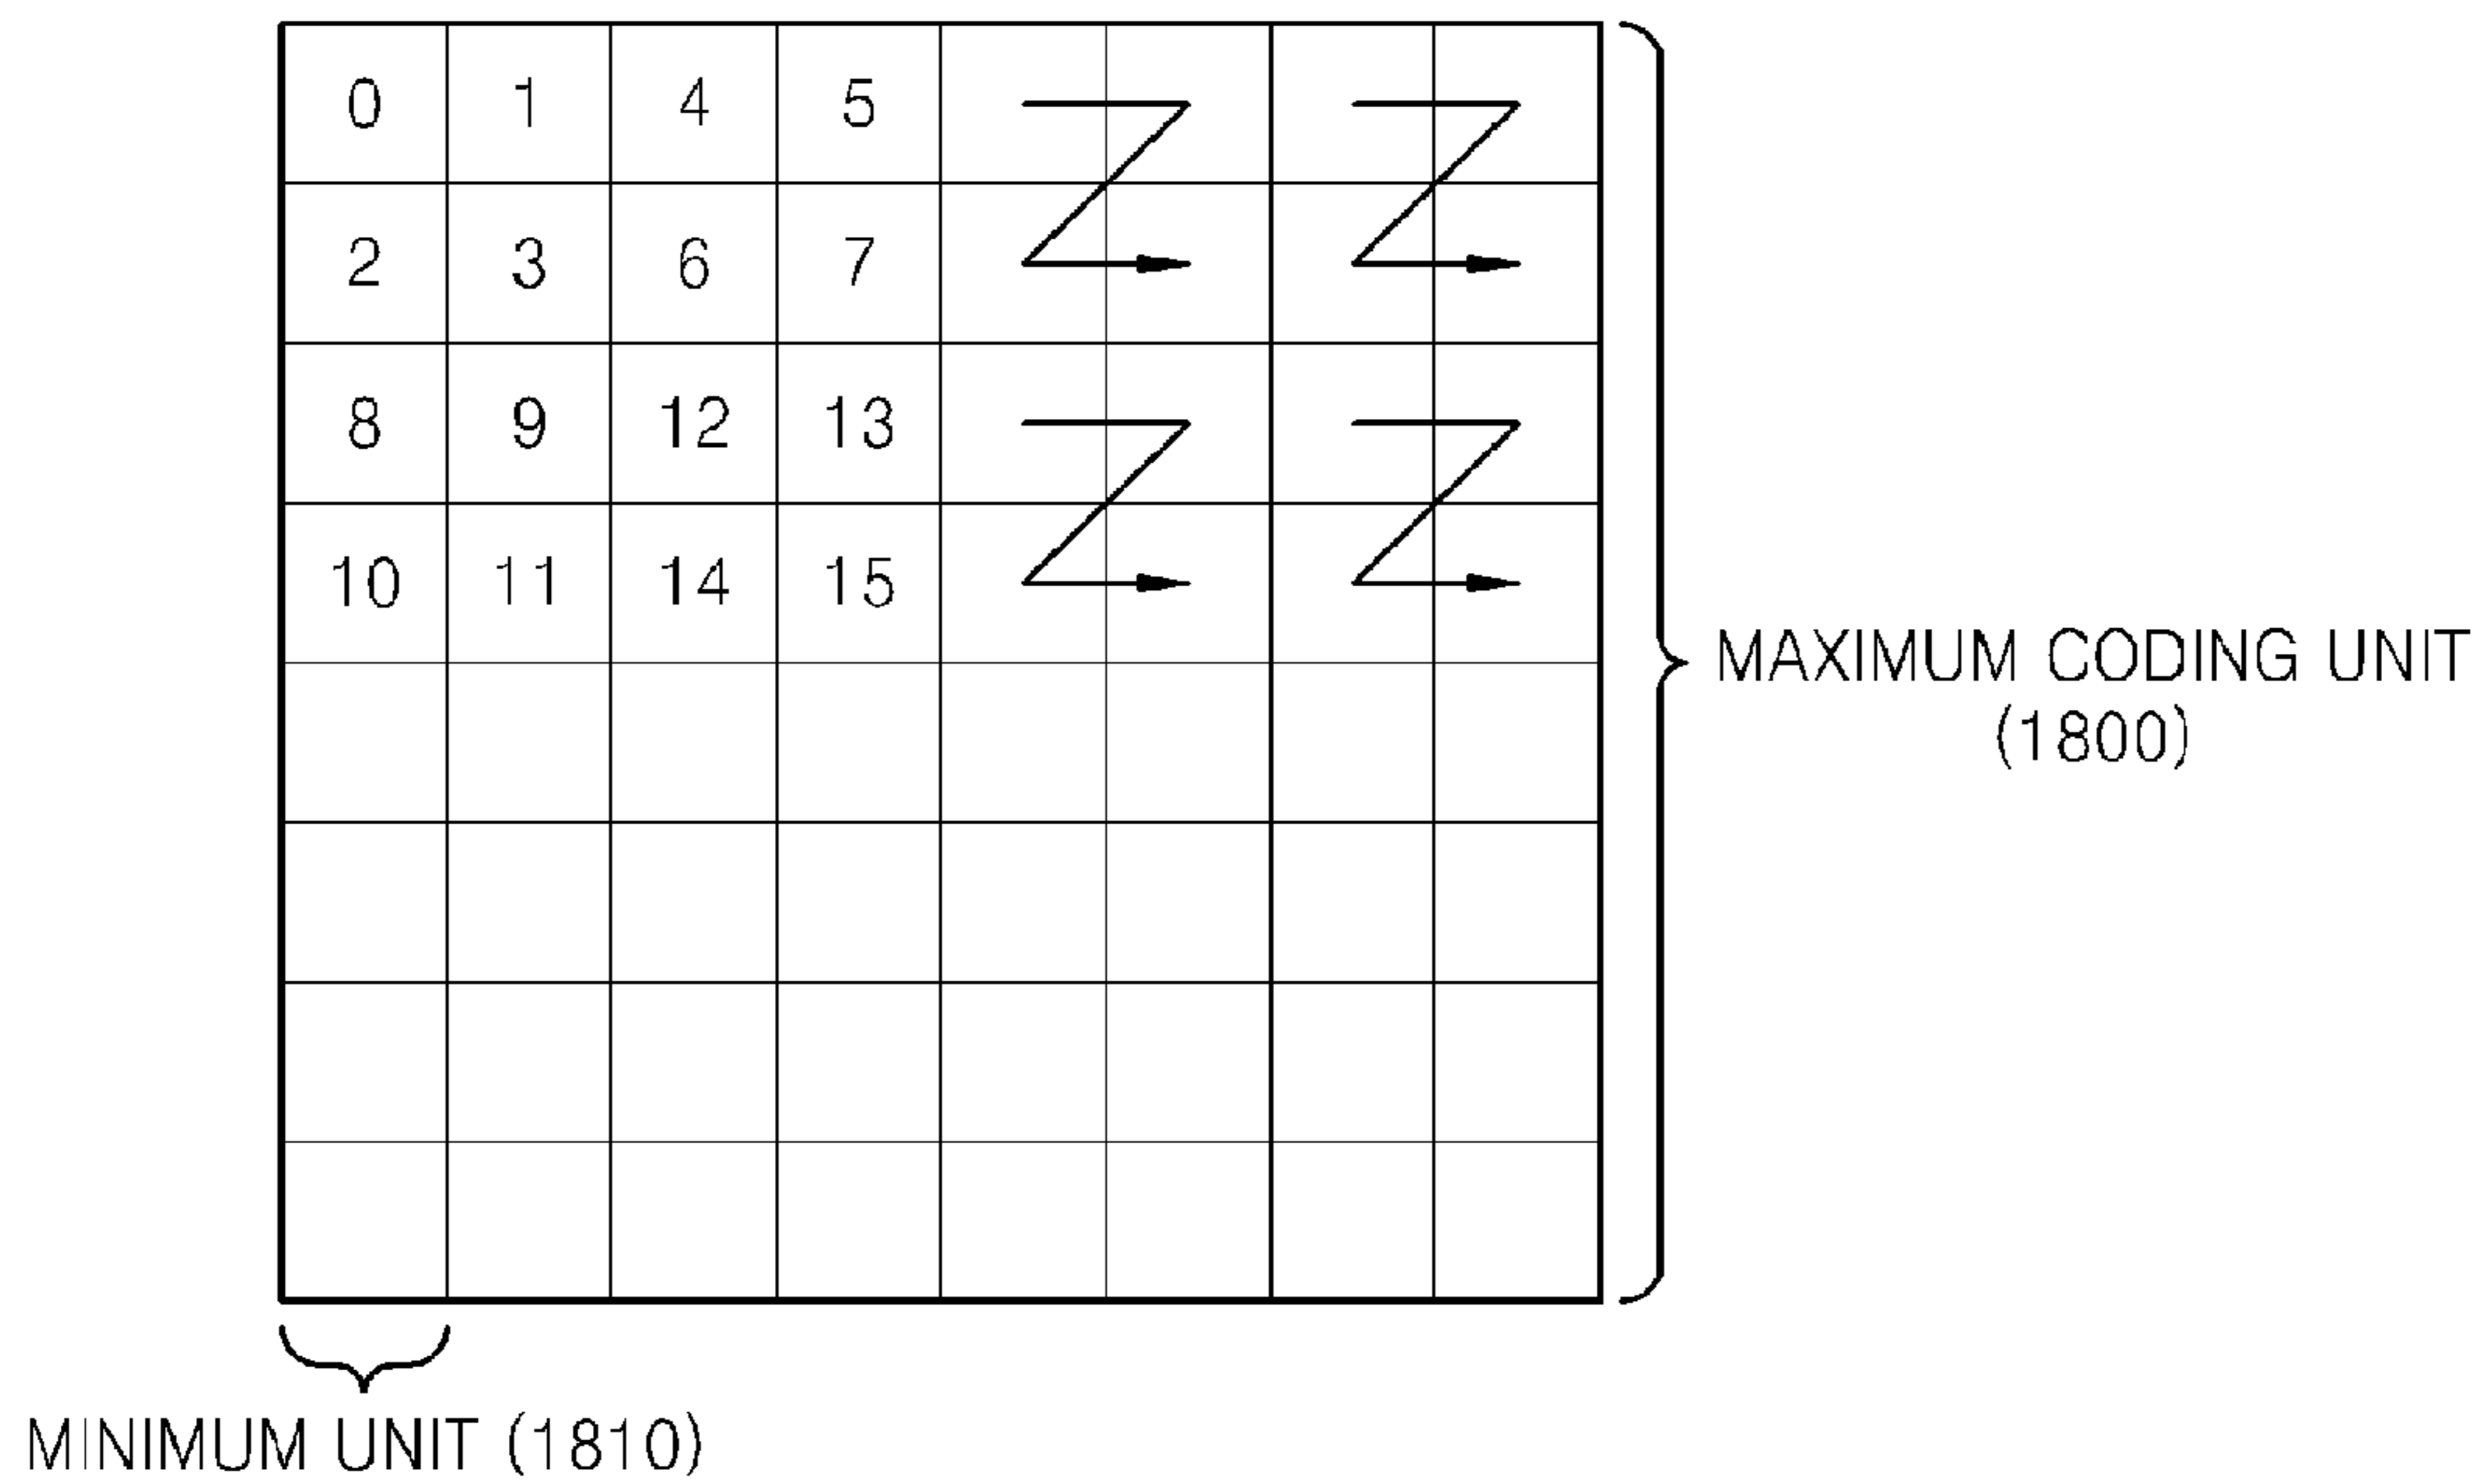 0 1 4 5
2 3 6 7
8 9 12 13
10 11 14 15
MAXIMUM CODING UNIT
(1800)
MINIMUM UNIT (1810)